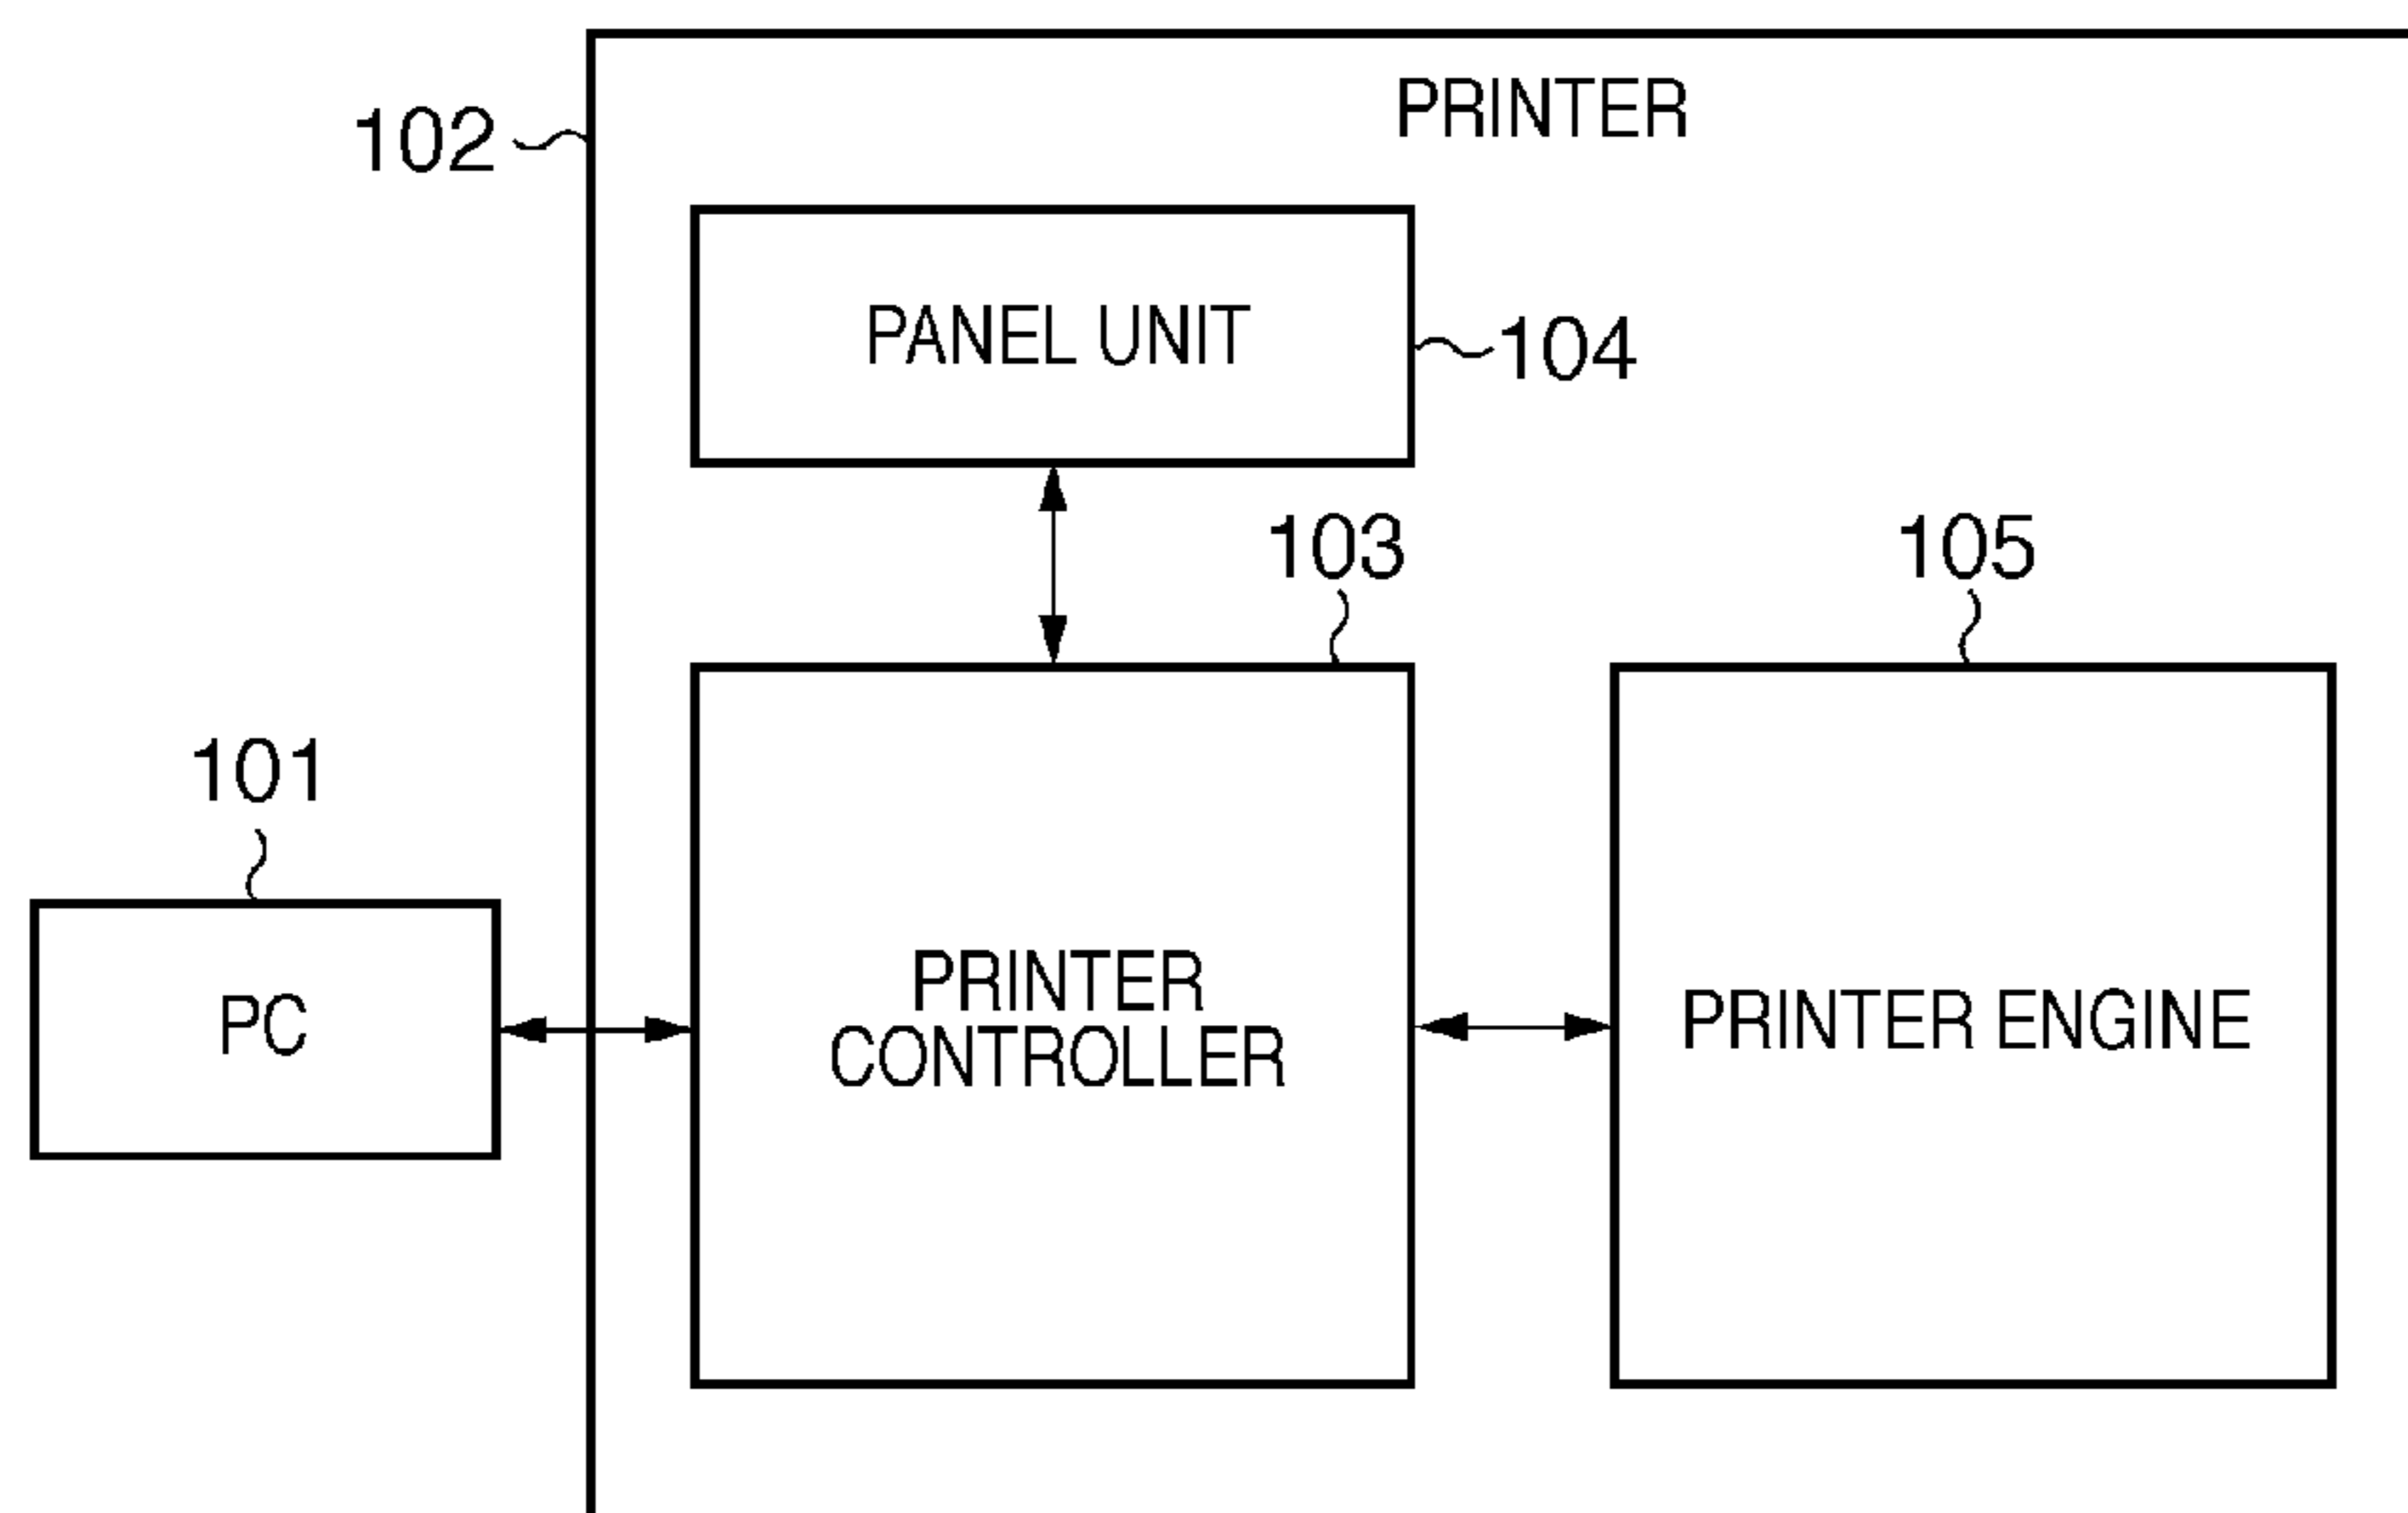 PRINTER
102
PANEL UNIT
104
103
105
101
PC
PRINTER
CONTROLLER
PRINTER ENGINE